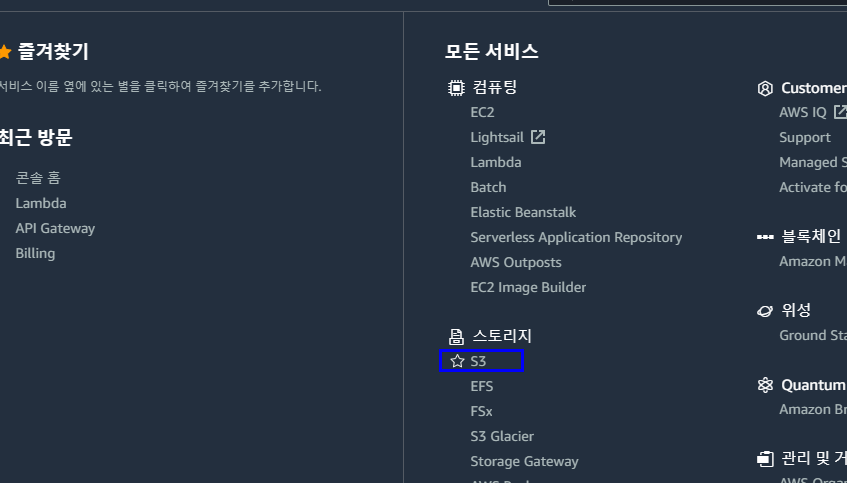 즐겨찾기
서비스 이름 옆에 있는 별을 클릭하여 즐겨찾기를 추가합니다.
최근 방문
콘솔 홈
Lambda
API Gateway
Billing
모든 서비스
컴퓨팅
EC2
Lightsail
Lambda
Batch
Elastic Beanstalk
Serverless Application Repository
AWS Outposts
EC2 Image Builder
스토리지
S3
EFS
FSx
S3 Glacier
Storage Gateway
Customer
AWS IQ
Support
Managed S
Activate fo
블록체인
Amazon Ma
위성
Ground Sta
Quantum
Amazon Br
관리 및 거